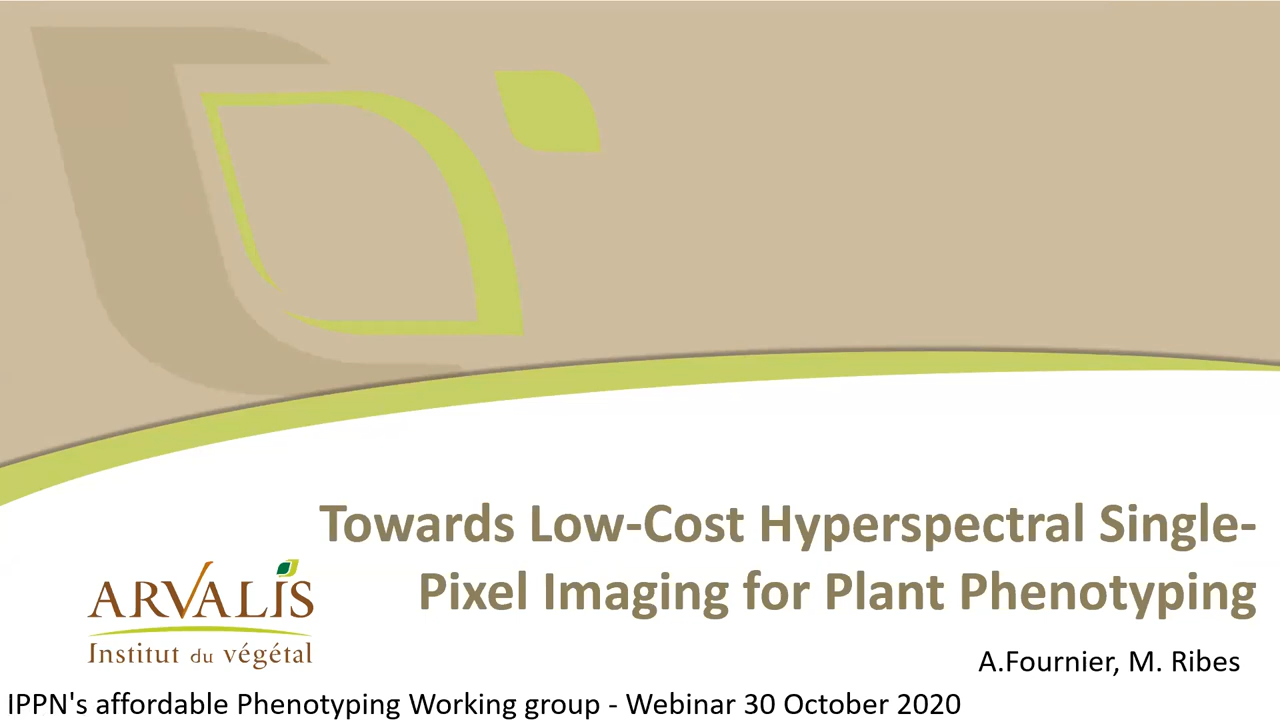 Towards Low-Cost Hyperspectral Single-
Pixel Imaging for Plant Phenotyping
ARVALIS
Institut du végétal
A.Fournier, M. Ribes
IPPN's affordable Phenotyping Working group - Webinar 30 October 2020